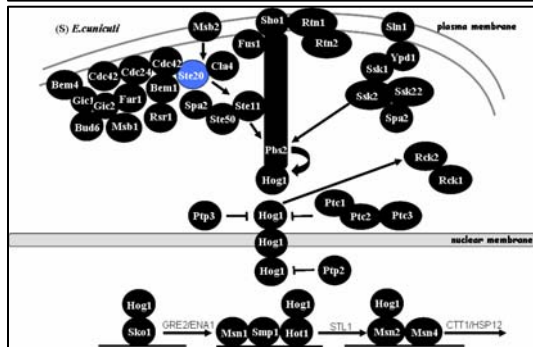 (S) E.cuniculi
Msb2
Sho1
Rtn1
Rtn2
Sln1
plasma membrane
Fus1
Ypd1
Cdc42
Cla4
Ssk1
Cdc24
Cdc42
Ste20
Bem4
Bem1
Ste11
Ssk2
Ssk22
Gic1
Gic2
Far1
Spa2
Spa2
Bud6
Msb1
Rsr1
Ste50
Pbs2
Hog1
Rck2
Rck1
Ptp3
Hog1
Ptc1
Ptc2
Ptc3
Hog1
nuclear membrane
Hog1
Ptp2
Hog1
Hog1
Hog1
Sko1
GRE2/ENA1
Msn1
Smp1
Hot1
STL1
Msn2
Msn4
CTT1/HSP12